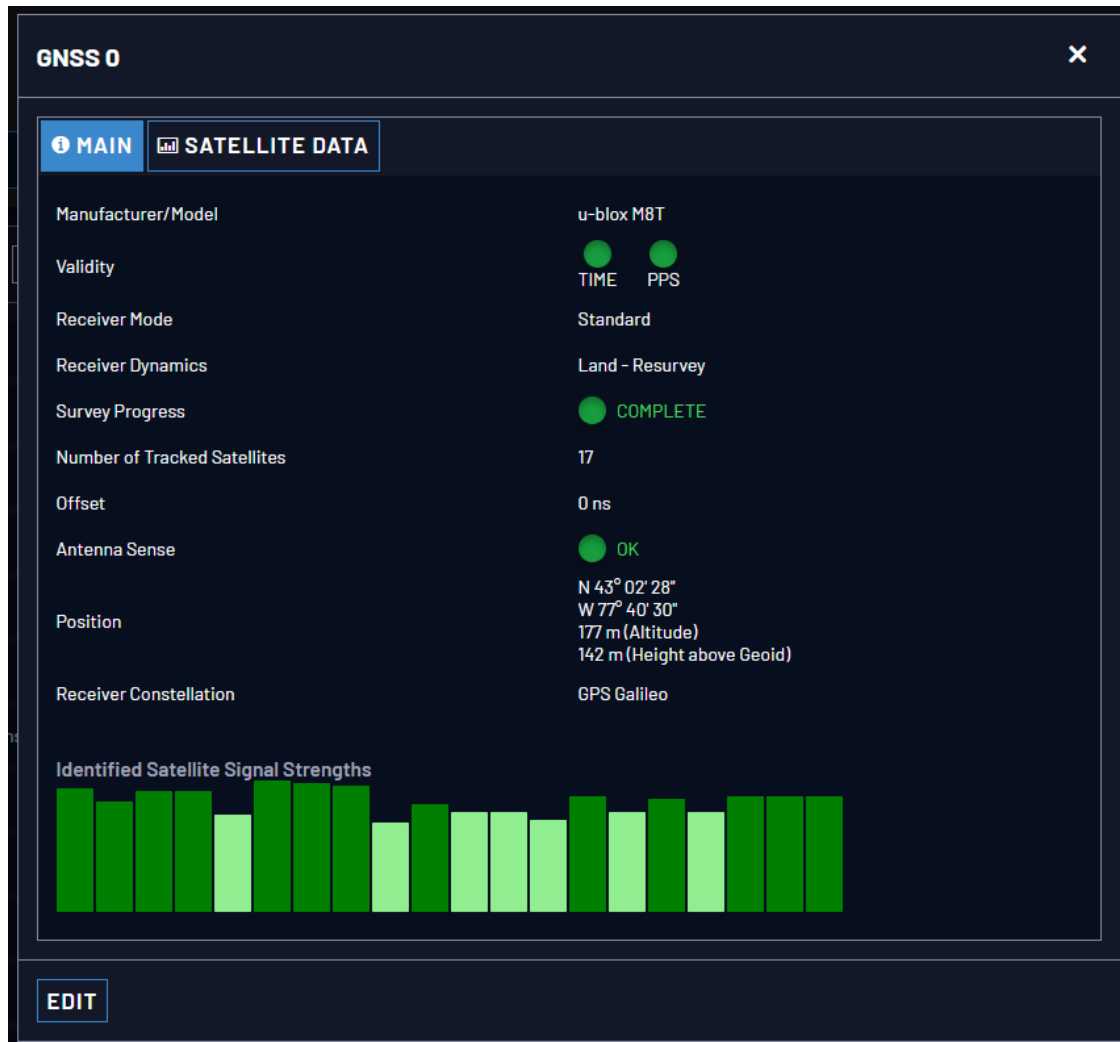 GNSS 0
MAIN
SATELLITE DATA
Manufacturer/Model
u-blox M8T
Validity
TIME PPS
Receiver Mode
Standard
Receiver Dynamics
Land - Resurvey
Survey Progress
COMPLETE
Number of Tracked Satellites
17
Offset
0 ns
Antenna Sense
OK
Position
N 43° 02' 28"
W 77° 40' 30"
177 m (Altitude)
142 m (Height above Geoid)
Receiver Constellation
GPS Galileo
Identified Satellite Signal Strengths
EDIT